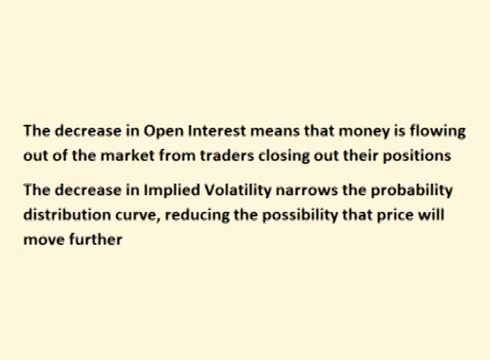 The decrease in Open Interest means that money is flowing
out of the market from traders closing out their positions
The decrease in Implied Volatility narrows the probability
distribution curve, reducing the possibility that price will
move further